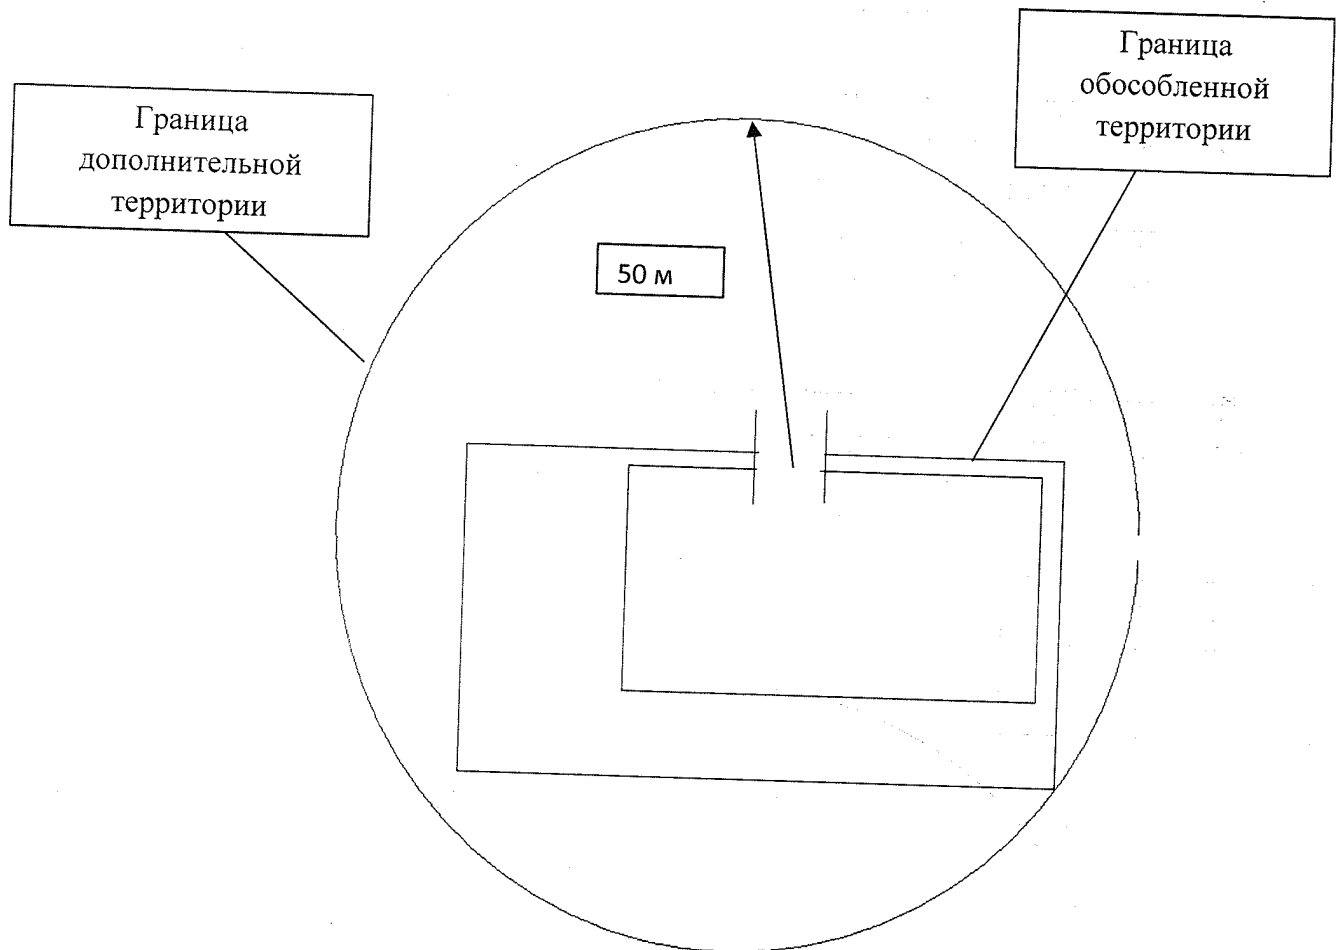 Граница
дополнительной
территории
Граница
обособленной
территории
50 м